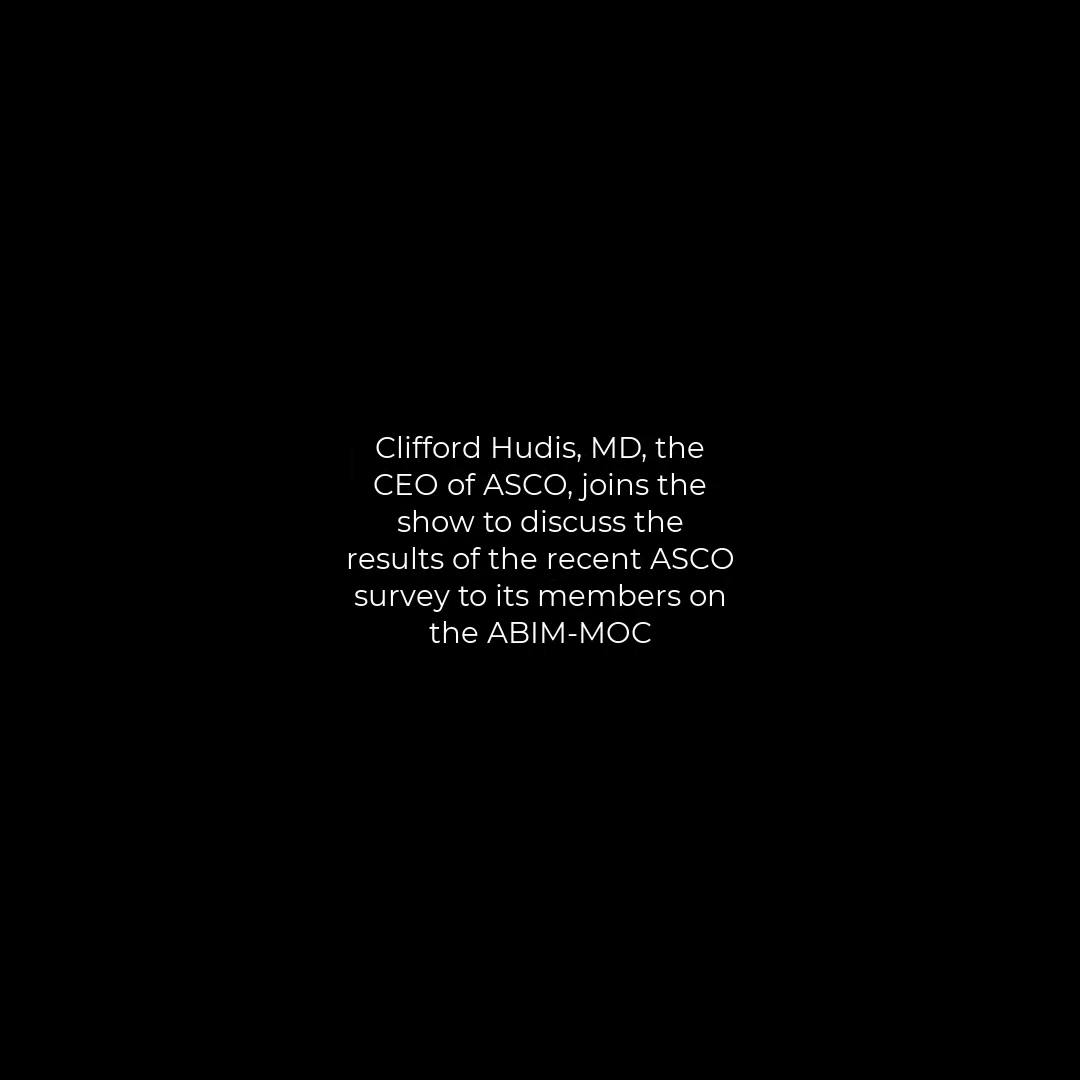 Clifford Hudis, MD, the
CEO of ASCO, joins the
show to discuss the
results of the recent ASCO
survey to its members on
the ABIM-MOC